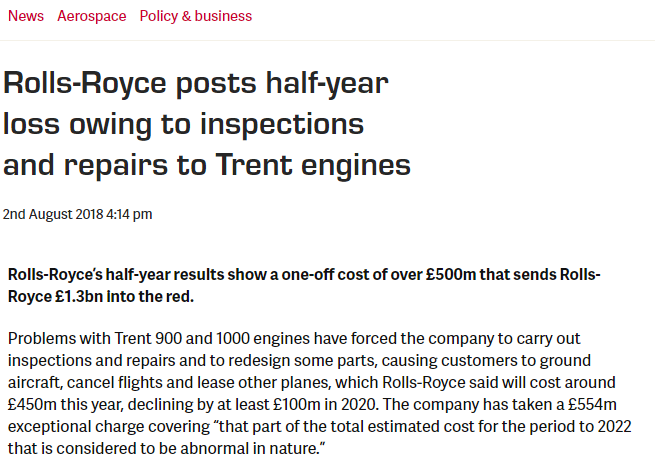 News Aerospace Policy & business
Rolls-Royce posts half-year
loss owing to inspections
and repairs to Trent engines
2nd August 2018 4:14 pm
Rolls-Royce’s half-year results show a one-off cost of over £500m that sends Rolls-
Royce £1.3bn into the red.
Problems with Trent 900 and 1000 engines have forced the company to carry out
inspections and repairs and to redesign some parts, causing customers to ground
aircraft, cancel flights and lease other planes, which Rolls-Royce said will cost around
£450m this year, declining by at least £100m in 2020. The company has taken a £554m
exceptional charge covering “that part of the total estimated cost for the period to 2022
that is considered to be abnormal in nature.”